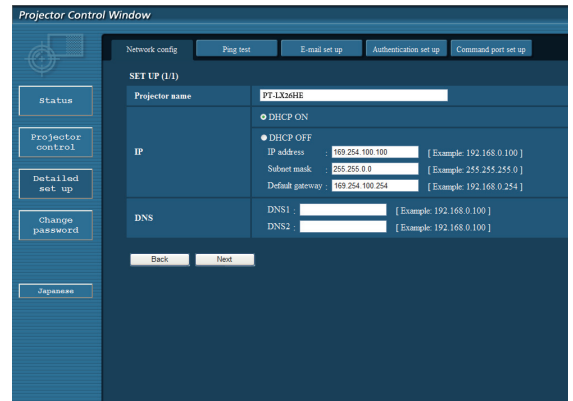 Projector Control Window
Network config
Ping test
E-mail set up
Authentication set up
Command port set up
SET UP (1/1)
Status
Projector control
Detailed set up
Change password
Japanese
Projector name
PT-LX26HE
IP
DHCP ON
DHCP OFF
IP address : 169.254.100.100 [ Example: 192.168.0.100 ]
Subnet mask : 255.255.0.0 [ Example: 255.255.255.0 ]
Default gateway : 169.254.100.254 [ Example: 192.168.0.254 ]
DNS
DNS1 : [ Example: 192.168.0.100 ]
DNS2 : [ Example: 192.168.0.100 ]
Back
Next